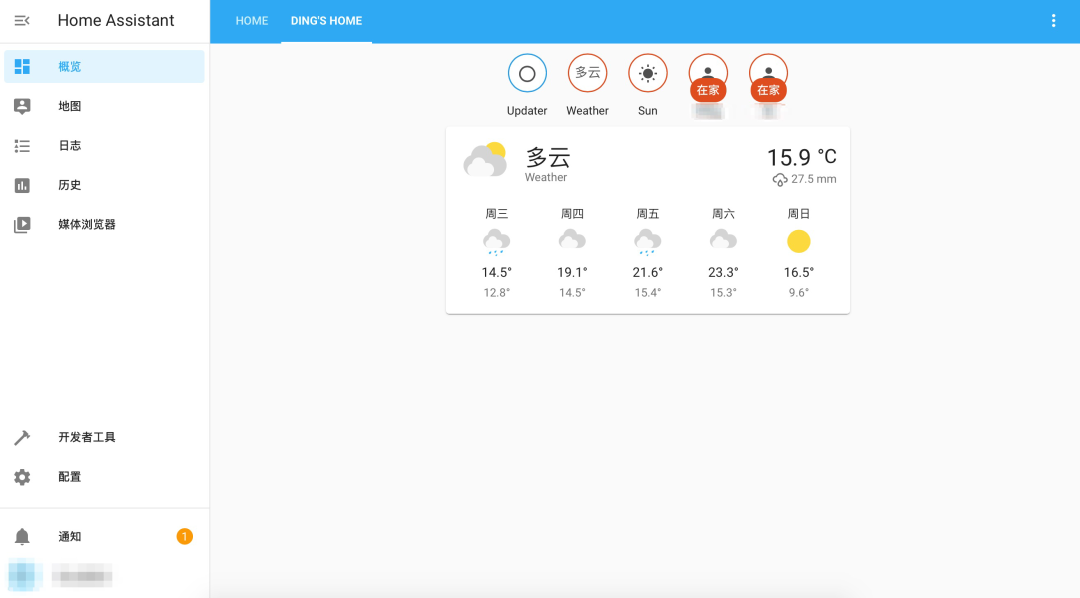 Home Assistant
概览
地图
日志
历史
媒体浏览器
开发者工具
配置
通知
1
HOME DING'S HOME
多云 在家 在家
Updater Weather Sun
多云
Weather
15.9 °C
27.5 mm
周三 周四 周五 周六 周日
14.5° 19.1° 21.6° 23.3° 16.5°
12.8° 14.5° 15.4° 15.3° 9.6°